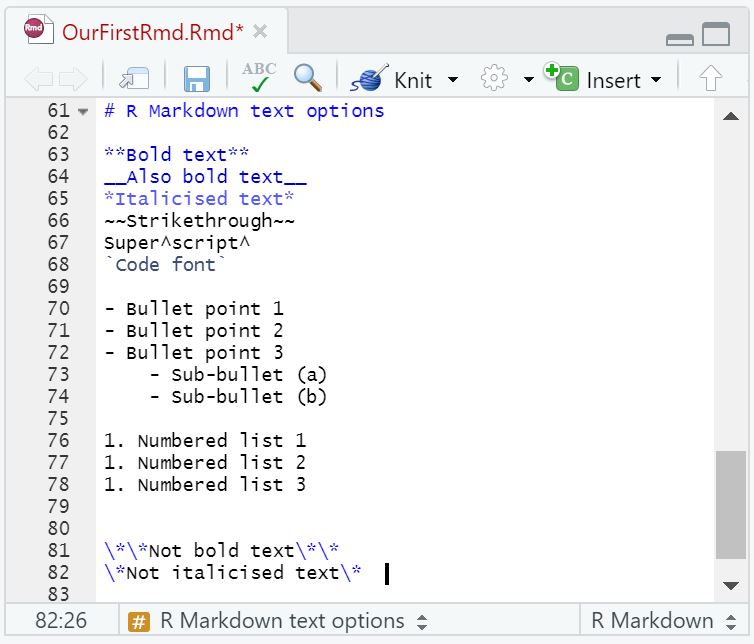 Rmd OurFirstRmd.Rmd*
ABC Knit C Insert
61 # R Markdown text options
62
63 **Bold text**
64 __Also bold text__
65 *Italicised text*
66 ~~Strikethrough~~
67 Super^script^
68 `Code font`
69
70 - Bullet point 1
71 - Bullet point 2
72 - Bullet point 3
73     - Sub-bullet (a)
74     - Sub-bullet (b)
75
76 1. Numbered list 1
77 1. Numbered list 2
78 1. Numbered list 3
79
80
81 \*\*Not bold text\*\*
82 \*Not italicised text\*
83
82:26 # R Markdown text options R Markdown